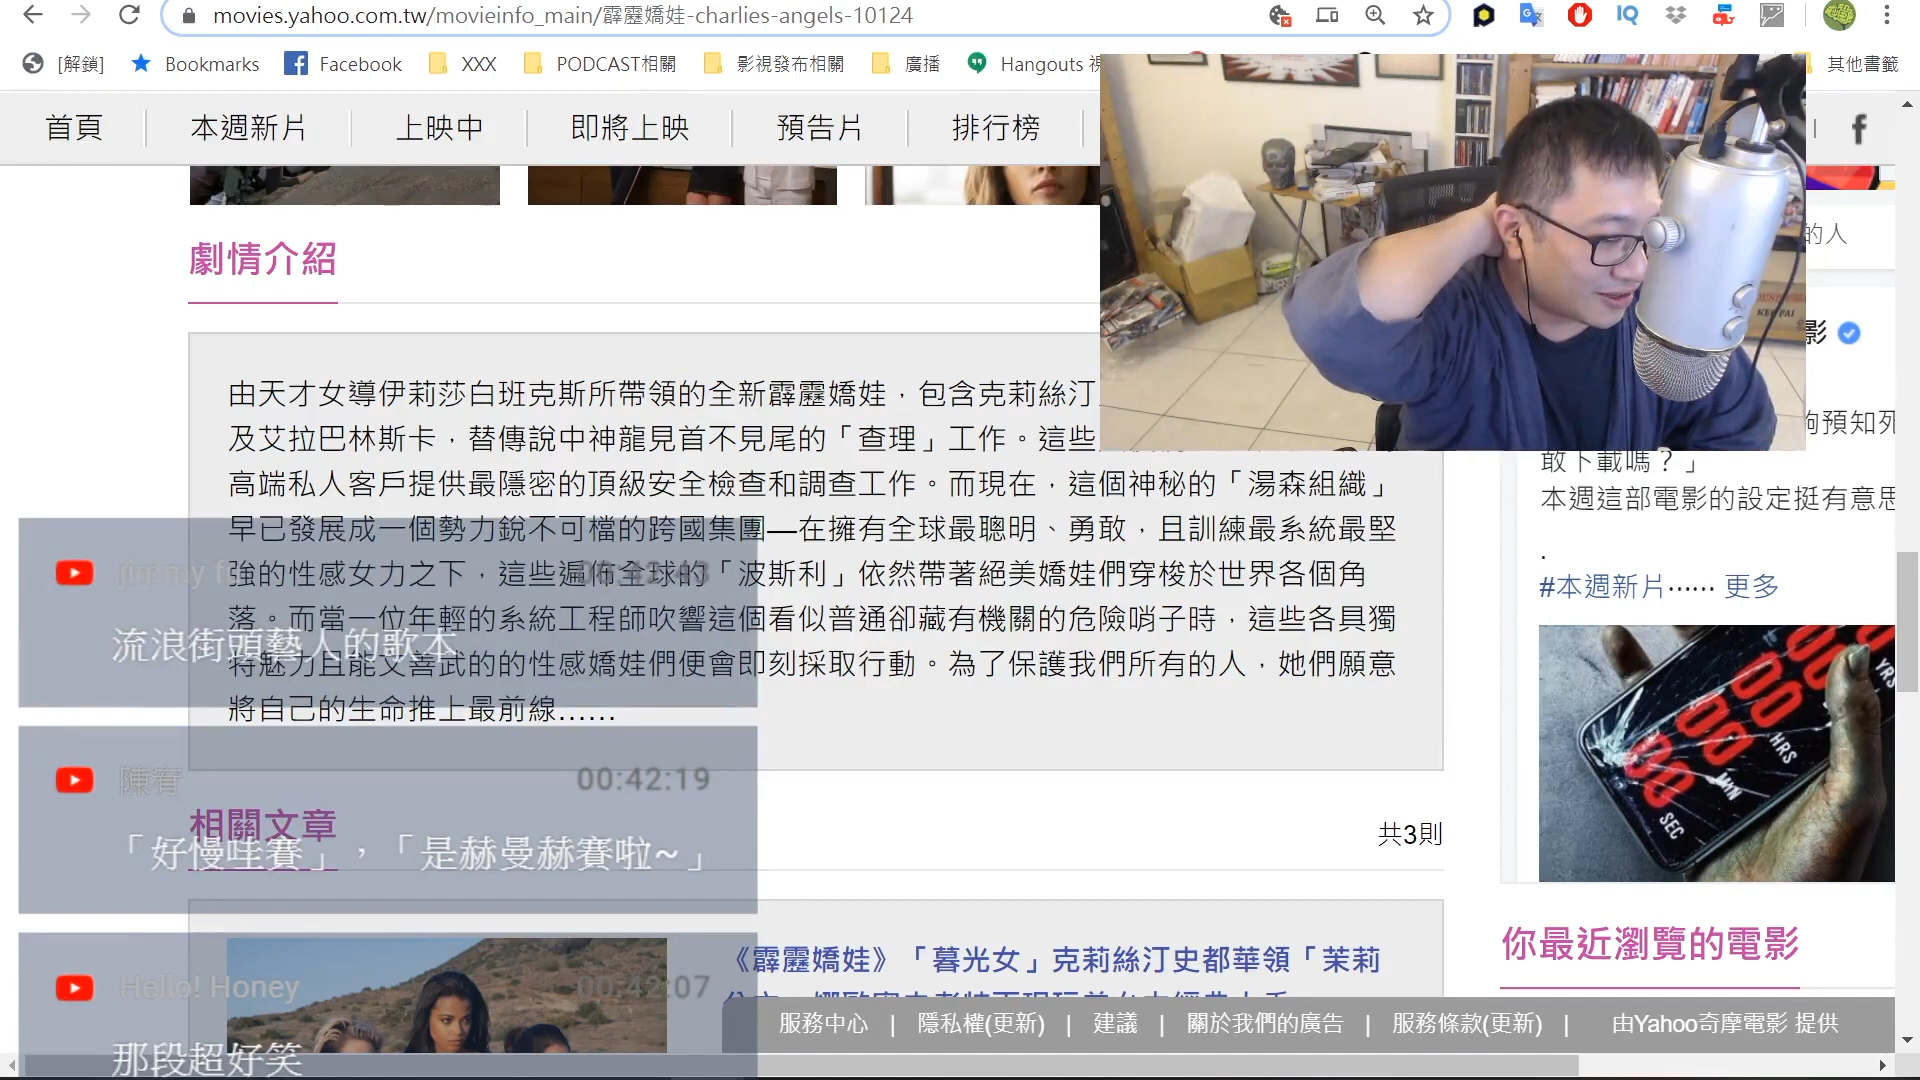 movies.yahoo.com.tw/movieinfo_main/霹靂嬌娃-charlies-angels-10124
[解鎖] Bookmarks Facebook XXX PODCAST相關 影視發布相關 廣播 Hangouts 其他書籤
首頁 本週新片 上映中 即將上映 預告片 排行榜
劇情介紹
的人
影
由天才女導伊莉莎白班克斯所帶領的全新霹靂嬌娃，包含克莉絲汀
及艾拉巴林斯卡，替傳說中神龍見首不見尾的「查理」工作。這些
高端私人客戶提供最隱密的頂級安全檢查和調查工作。而現在，這個神秘的「湯森組織」
早已發展成一個勢力銳不可檔的跨國集團—在擁有全球最聰明、勇敢，且訓練最系統最堅
強的性感女力之下，這些遍佈全球的「波斯利」依然帶著絕美嬌娃們穿梭於世界各個角
落。而當一位年輕的系統工程師吹響這個看似普通卻藏有機關的危險哨子時，這些各具獨
特魅力且能文善武的的性感嬌娃們便會即刻採取行動。為了保護我們所有的人，她們願意
將自己的生命推上最前線……
預知死
敢下載嗎？」
本週這部電影的設定挺有意思
.
#本週新片…… 更多
YRS
00 HRS
00 MIN
00 SEC
jimmy
流浪街頭藝人的歌本
陳宥 00:42:19
「好慢哇賽」，「是赫曼赫賽啦~」
Hello! Honey 00:42:07
那段超好笑
相關文章
共3則
《霹靂嬌娃》「暮光女」克莉絲汀史都華領「茉莉
你最近瀏覽的電影
服務中心 | 隱私權(更新) | 建議 | 關於我們的廣告 | 服務條款(更新) | 由Yahoo奇摩電影 提供